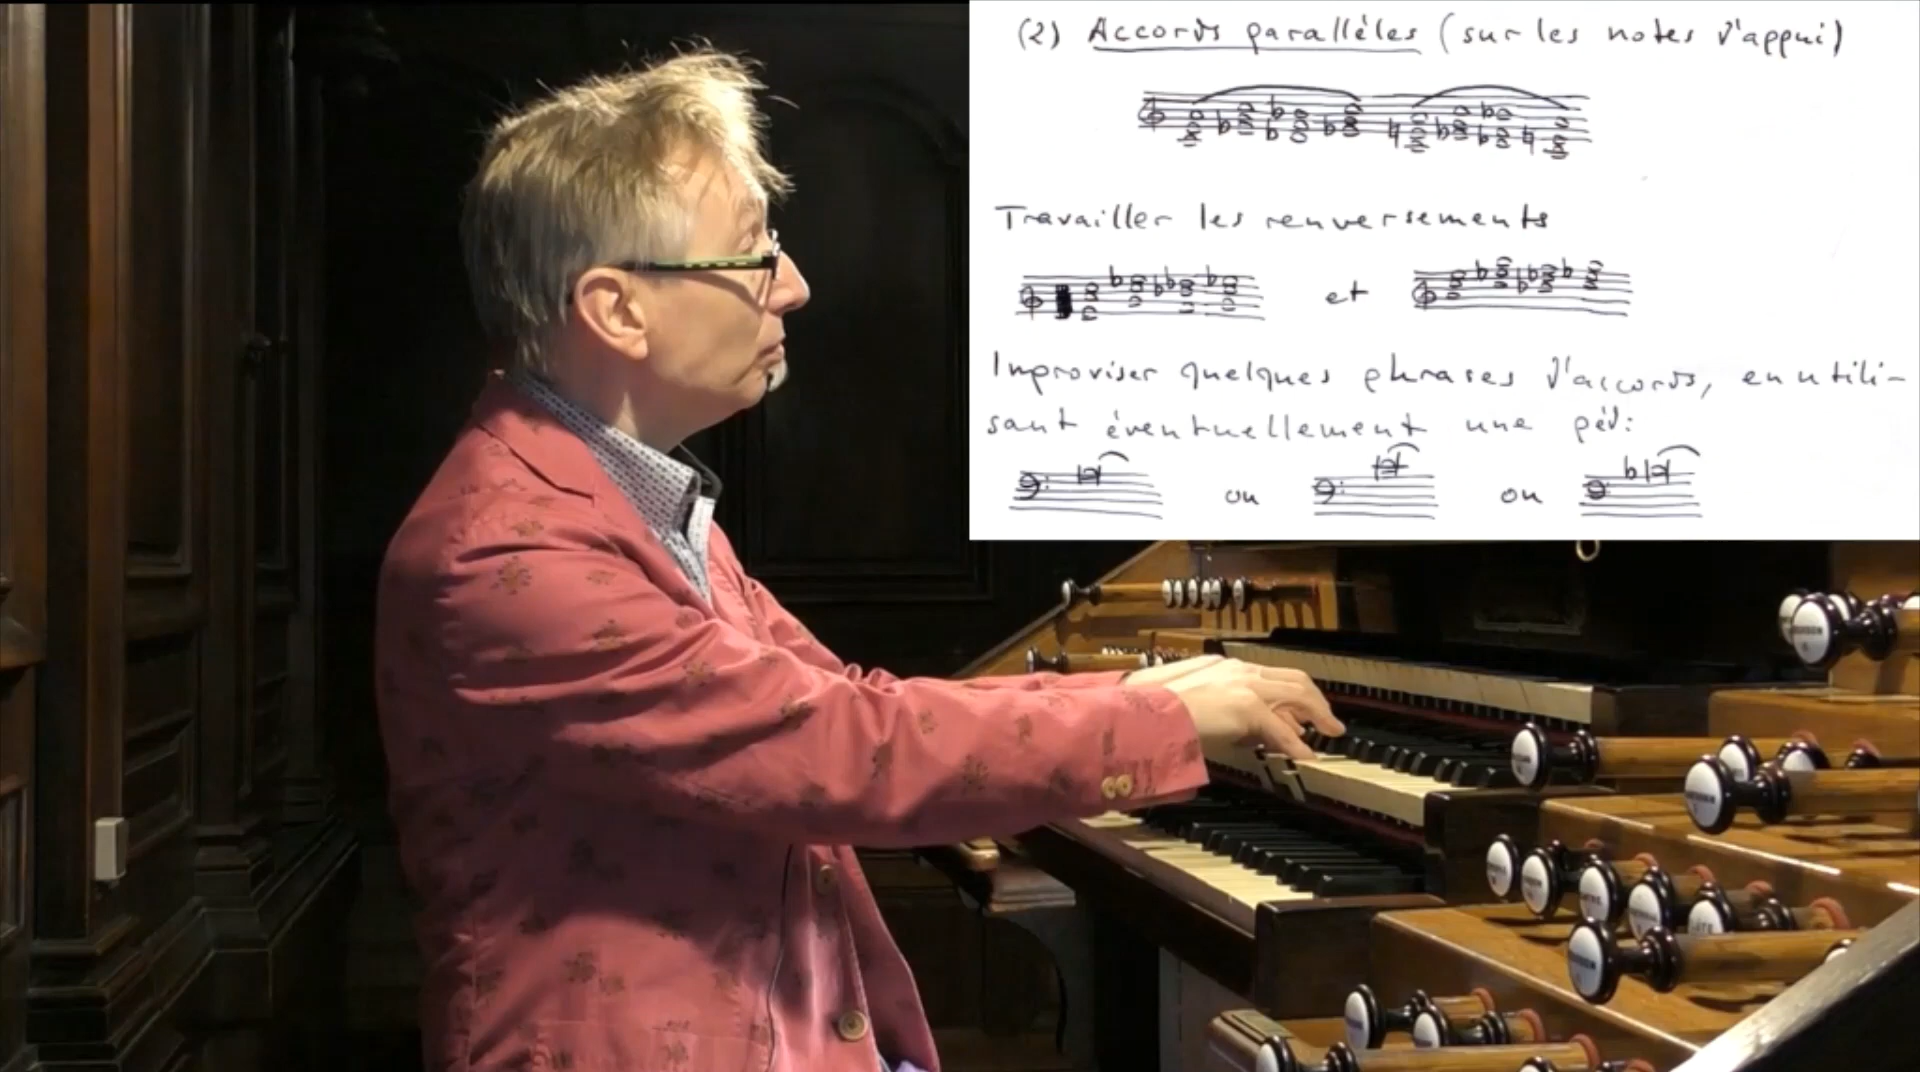 (2) Accords parallèles (sur les notes d'appui)
Travailler les renversements
et
Improviser quelques phrases d'accords, en utili-
sant éventuellement une péd:
ou ou